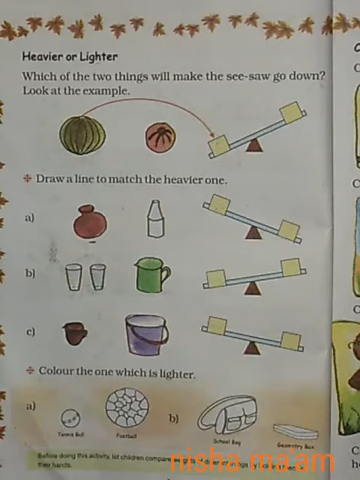 Heavier or Lighter
Which of the two things will make the see-saw go down?
Look at the example.
Draw a line to match the heavier one.
a)
b)
c)
Colour the one which is lighter.
a)
b)
Tennis Ball
Football
School Bag
Geometry Box
Before doing this activity, let children compare
their hands.
nisha ma'am